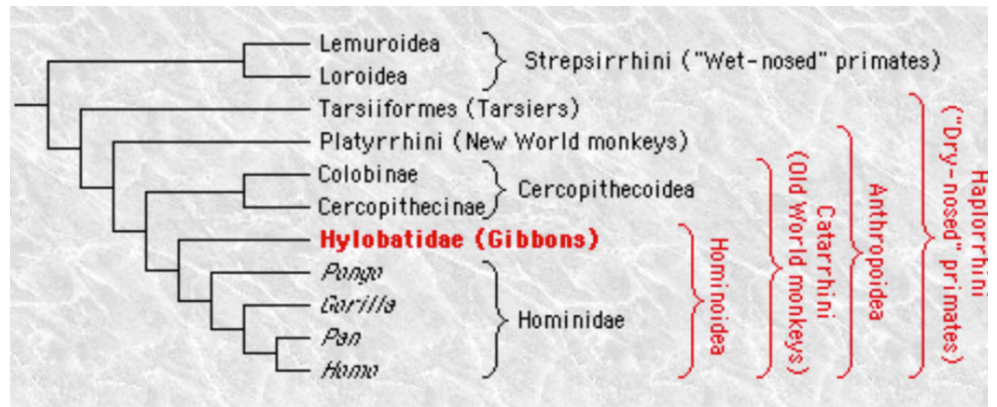 Lemuroidea
Loroidea
Strepsirrhini ("Wet-nosed" primates)
Tarsiiformes (Tarsiers)
Platyrrhini (New World monkeys)
Colobinae
Cercopithecinae
Cercopithecoidea
Hylobatidae (Gibbons)
Pongo
Gorilla
Pan
Homo
Hominidae
Hominoidea
Catarrhini
(Old World monkeys)
Anthropoidea
Haplorrhini
("Dry-nosed" primates)